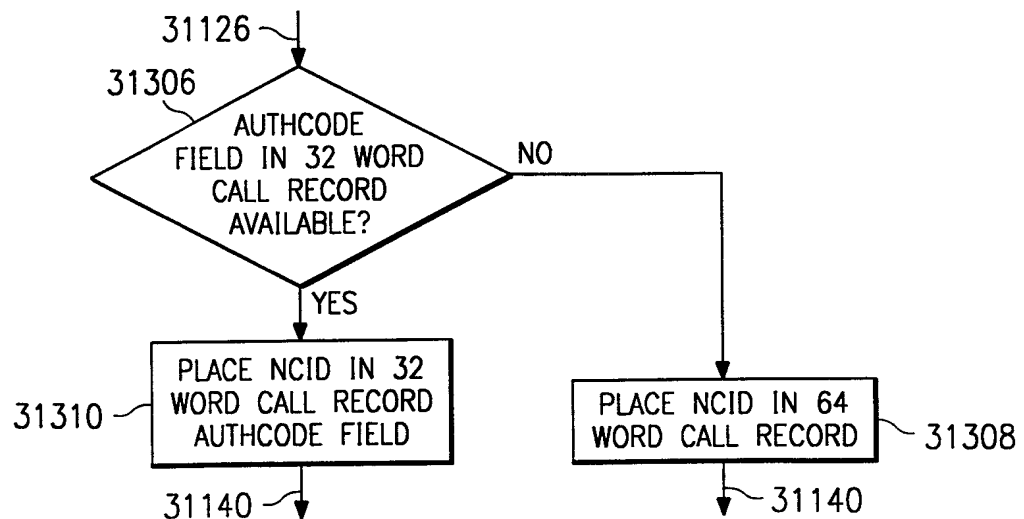 31126
31306
AUTHCODE
FIELD IN 32 WORD
CALL RECORD
AVAILABLE?
NO
YES
PLACE NCID IN 32
WORD CALL RECORD
AUTHCODE FIELD
31310
PLACE NCID IN 64
WORD CALL RECORD
31308
31140
31140